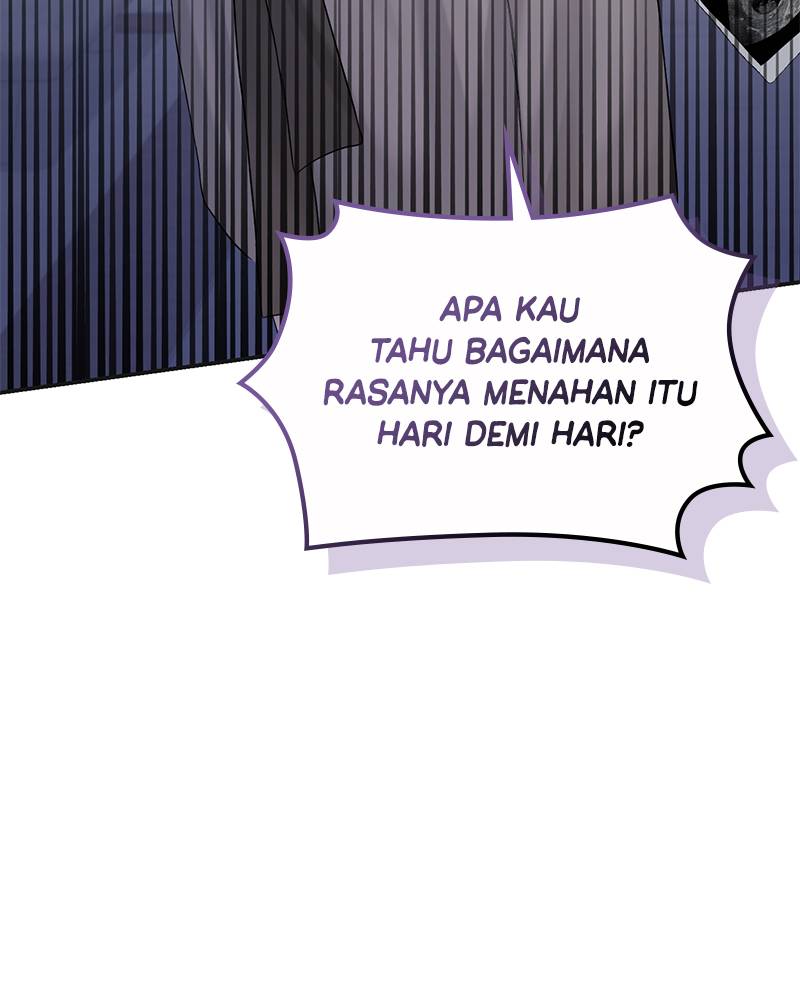 APA KAU
TAHU BAGAIMANA
RASANYA MENAHAN ITU
HARI DEMI HARI?